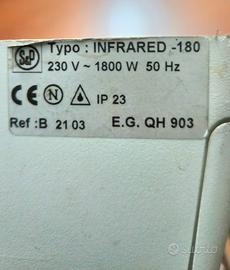 S&P
Typo : INFRARED -180
230 V ~ 1800 W 50 Hz
CE N IP 23
Ref :B 21 03 E.G. QH 903
subito